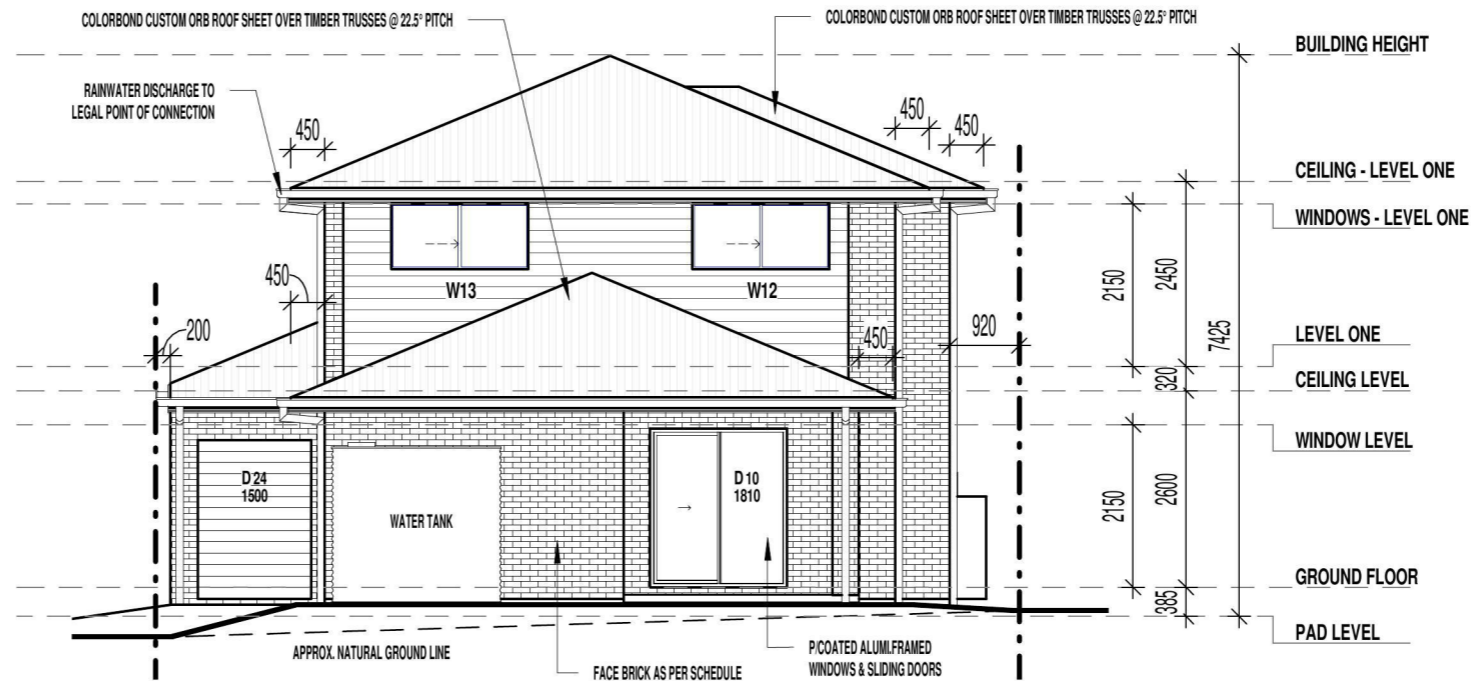 COLORBOND CUSTOM ORB ROOF SHEET OVER TIMBER TRUSSES @ 22.5° PITCH
COLORBOND CUSTOM ORB ROOF SHEET OVER TIMBER TRUSSES @ 22.5° PITCH
BUILDING HEIGHT
RAINWATER DISCHARGE TO
LEGAL POINT OF CONNECTION
450
450
450
CEILING - LEVEL ONE
WINDOWS - LEVEL ONE
W13
W12
450
2150
2450
7425
200
450
920
LEVEL ONE
320
CEILING LEVEL
WINDOW LEVEL
D 24
1500
D 10
1810
WATER TANK
2150
2600
GROUND FLOOR
385
PAD LEVEL
APPROX. NATURAL GROUND LINE
FACE BRICK AS PER SCHEDULE
P/COATED ALUMI.FRAMED
WINDOWS & SLIDING DOORS